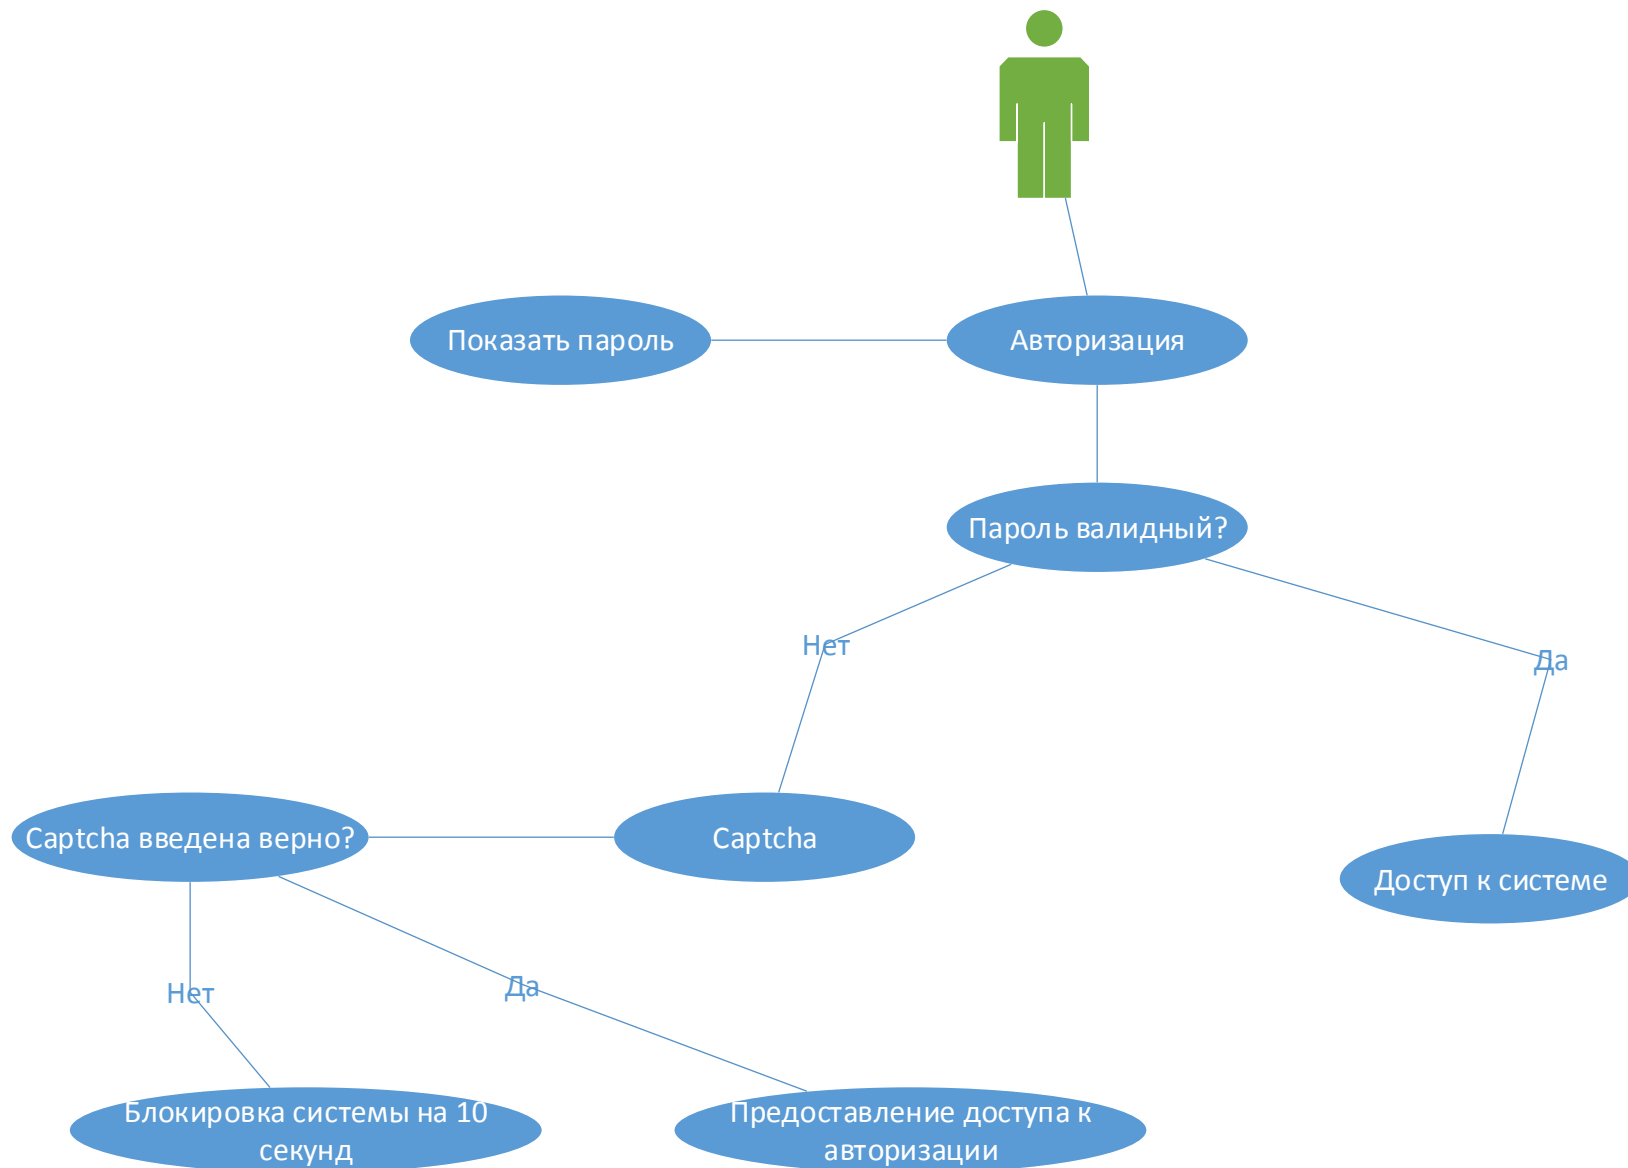 Показать пароль
Авторизация
Пароль валидный?
Нет
Да
Captcha введена верно?
Captcha
Доступ к системе
Нет
Да
Блокировка системы на 10
секунд
Предоставление доступа к
авторизации